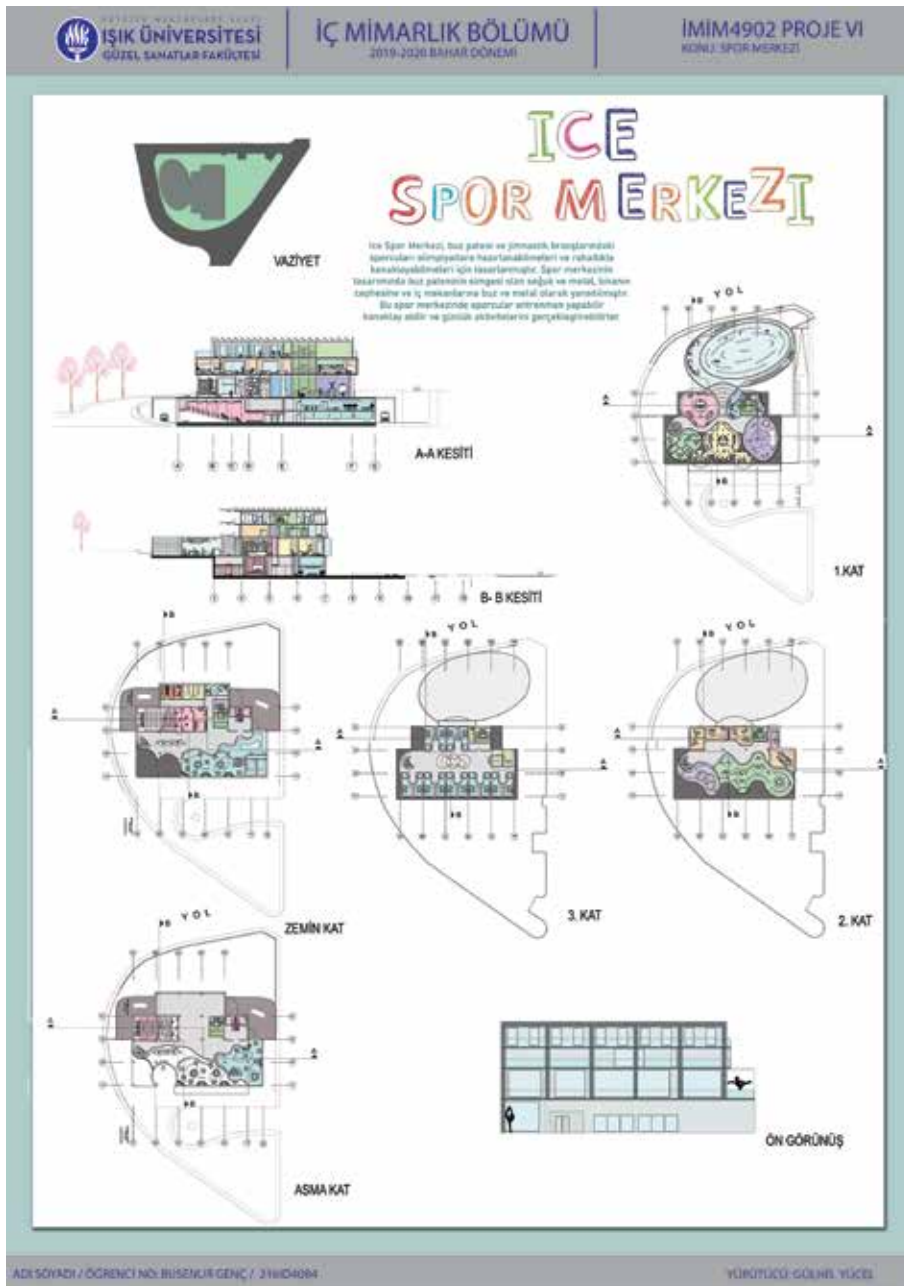 IŞIK ÜNİVERSİTESİ
GÜZEL SANATLAR FAKÜLTESİ
İÇ MİMARLIK BÖLÜMÜ
2019-2020 BAHAR DÖNEMİ
İMİM4902 PROJE VI
KONU: SPOR MERKEZİ
ICE
SPOR MERKEZI
VAZİYET
Ice Spor Merkezi, buz pateni ve jimnastik branşlarındaki
sporcuları olimpiyatlara hazırlanabilmeleri ve rahatlıkla
konaklayabilmeleri için tasarlanmıştır. Spor merkezinin
tasarımında buz pateninin simgesi olan soğuk ve metal, binanın
cephesine ve iç mekanlarına buz ve metal olarak yansıtılmıştır.
Bu spor merkezinde sporcular antrenman yapabilir
konaklayabilir ve günlük aktivitelerini gerçekleştirebilirler
A-A KESİTİ
YOL
1.KAT
B- B KESİTİ
ZEMİN KAT
YOL
3. KAT
YOL
2. KAT
YOL
ASMA KAT
ÖN GÖRÜNÜŞ
ADI SOYADI / ÖĞRENCİ NO: BUSENUR GENÇ /
YÜRÜTÜCÜ: GÜLNEL YÜCEL